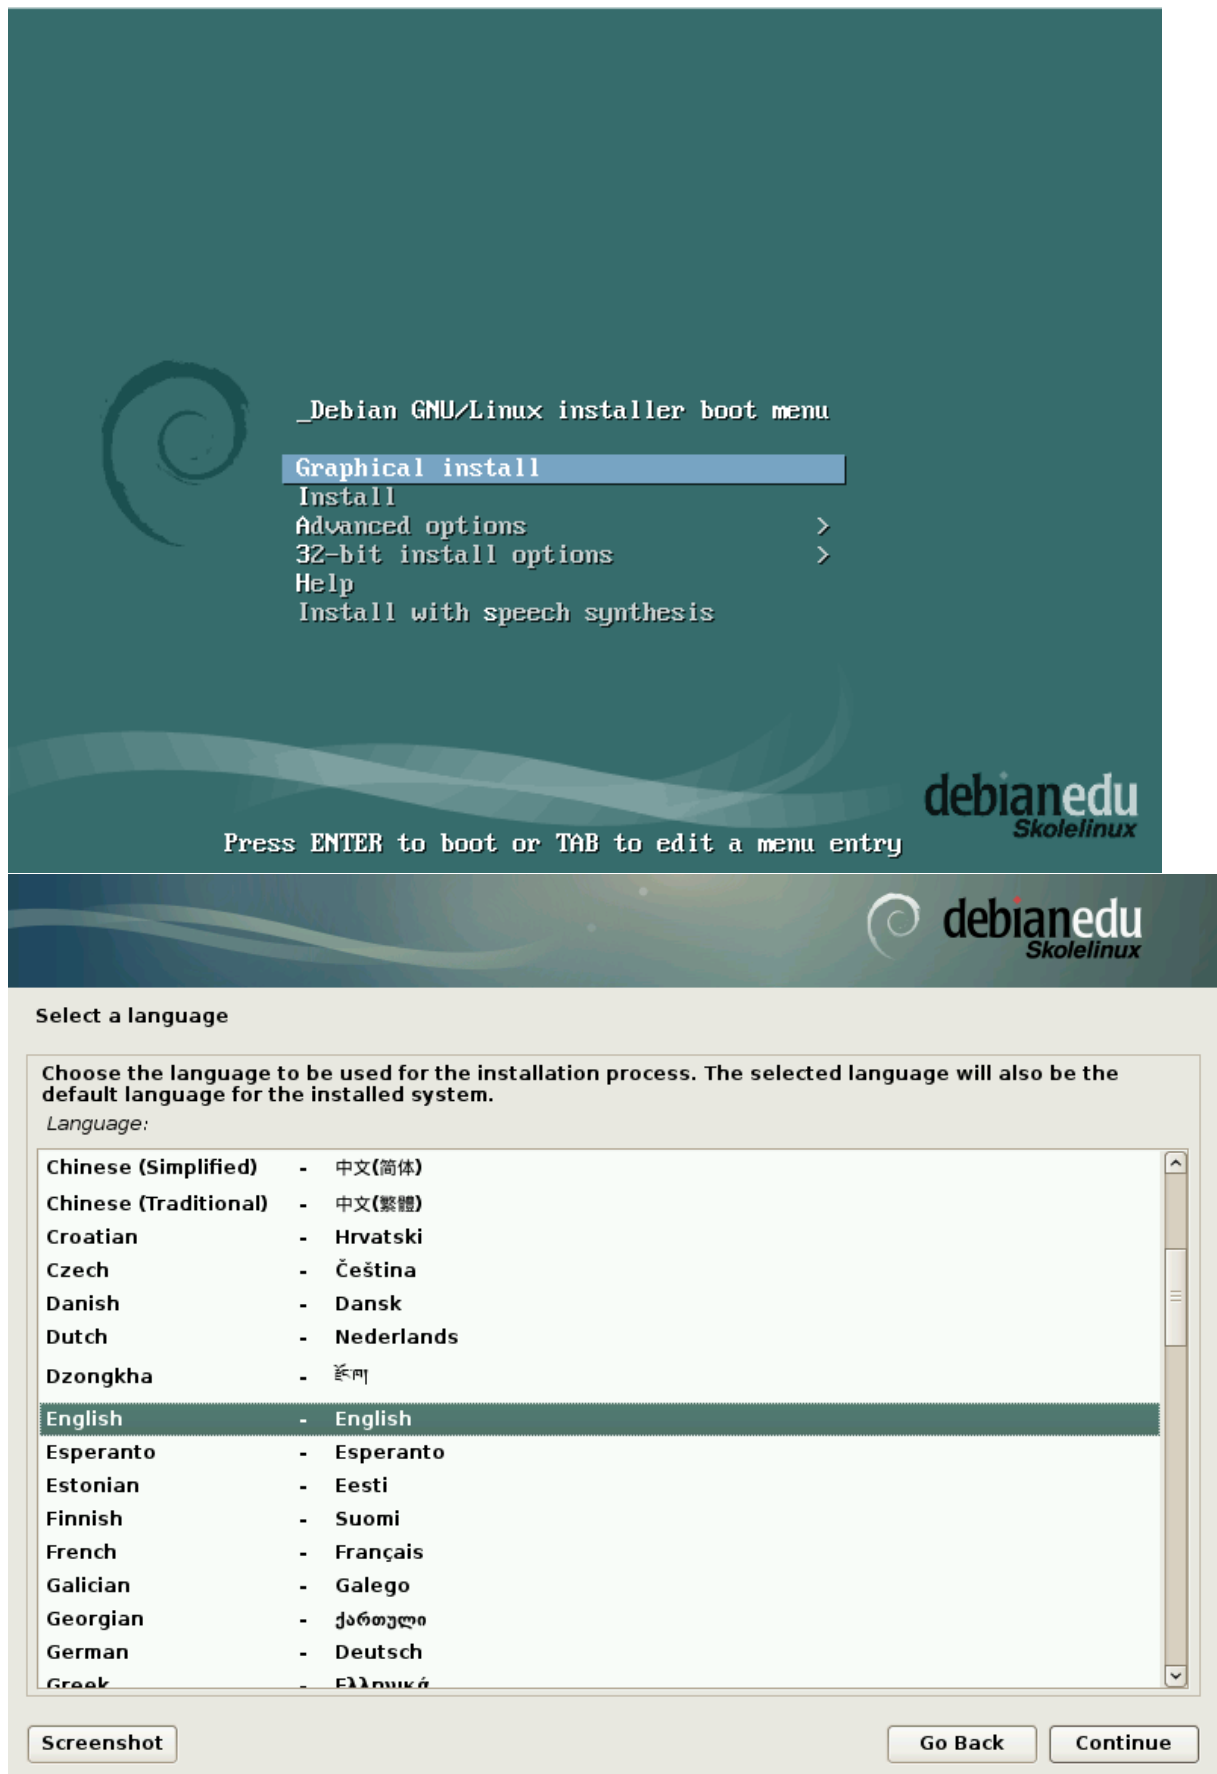 _Debian GNU/Linux installer boot menu
Graphical install
Install
Advanced options >
32-bit install options >
Help
Install with speech synthesis
debianedu
Skolelinux
Press ENTER to boot or TAB to edit a menu entry
debianedu
Skolelinux
Select a language
Choose the language to be used for the installation process. The selected language will also be the
default language for the installed system.
Language:
Chinese (Simplified) - 中文(简体)
Chinese (Traditional) - 中文(繁體)
Croatian - Hrvatski
Czech - Čeština
Danish - Dansk
Dutch - Nederlands
Dzongkha - རྫོང་ཁ།
English - English
Esperanto - Esperanto
Estonian - Eesti
Finnish - Suomi
French - Français
Galician - Galego
Georgian - ქართული
German - Deutsch
Greek - Ελληνικά
Screenshot
Go Back
Continue